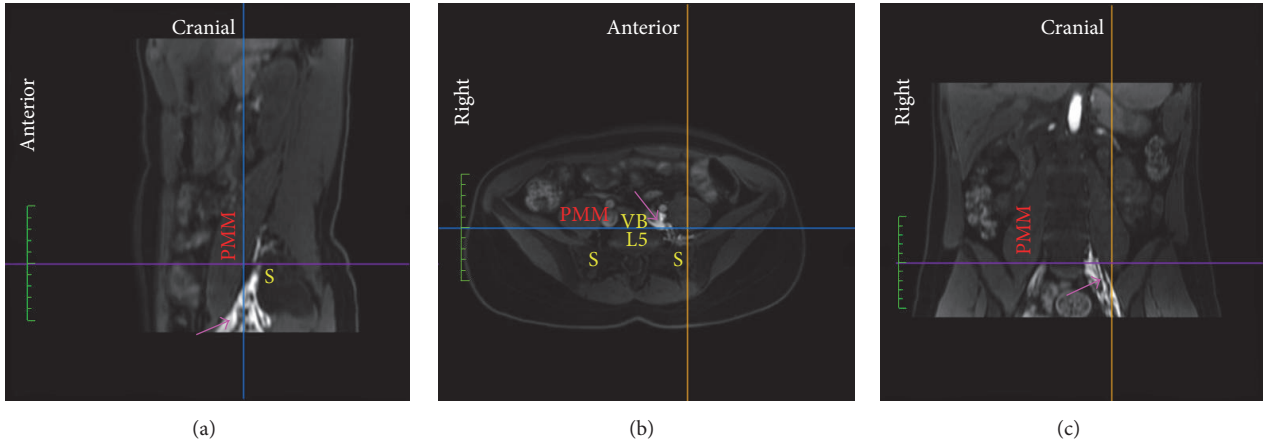 Cranial
Anterior
PMM
S
(a)
Anterior
Right
PMM
VB
L5
S
S
(b)
Cranial
Right
PMM
(c)